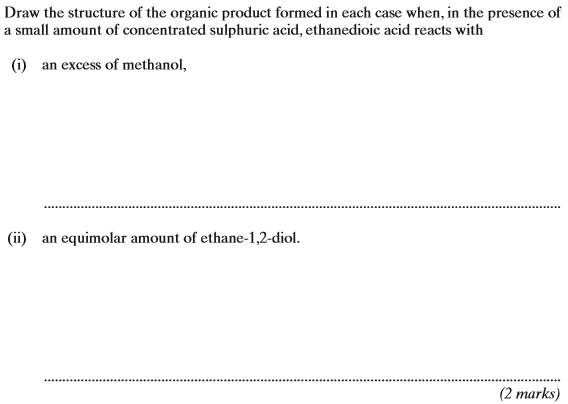 Draw the structure of the organic product formed in each case when, in the presence of
a small amount of concentrated sulphuric acid, ethanedioic acid reacts with
(i) an excess of methanol,
(ii) an equimolar amount of ethane-1,2-diol.
(2 marks)